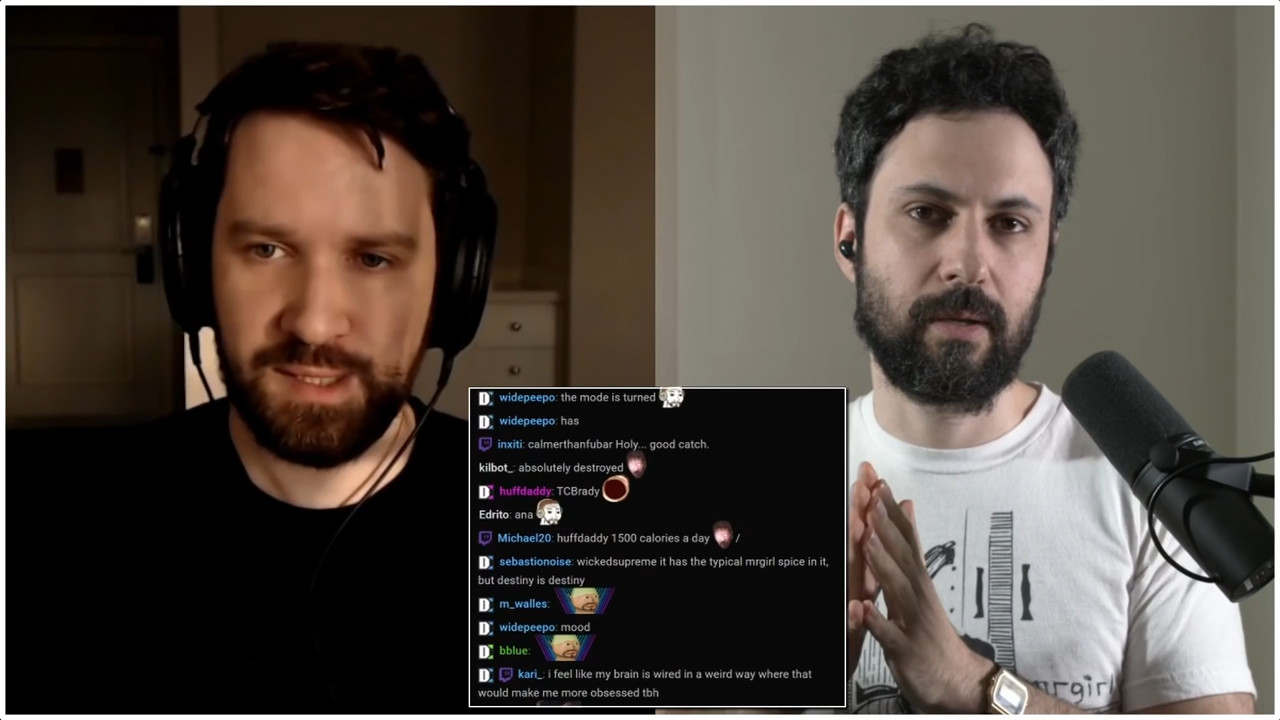 widepeepo: the mode is turned
widepeepo: has
inxiti: calmerthanfubar Holy... good catch.
kilbot_: absolutely destroyed
huffdaddy: TCBrady
Edrito: ana
Michael20: huffdaddy 1500 calories a day /
sebastionoise: wickedsupreme it has the typical mrgirl spice in it,
but destiny is destiny
m_walles:
widepeepo: mood
bblue:
kari_: i feel like my brain is wired in a weird way where that
would make me more obsessed tbh
mrgirl